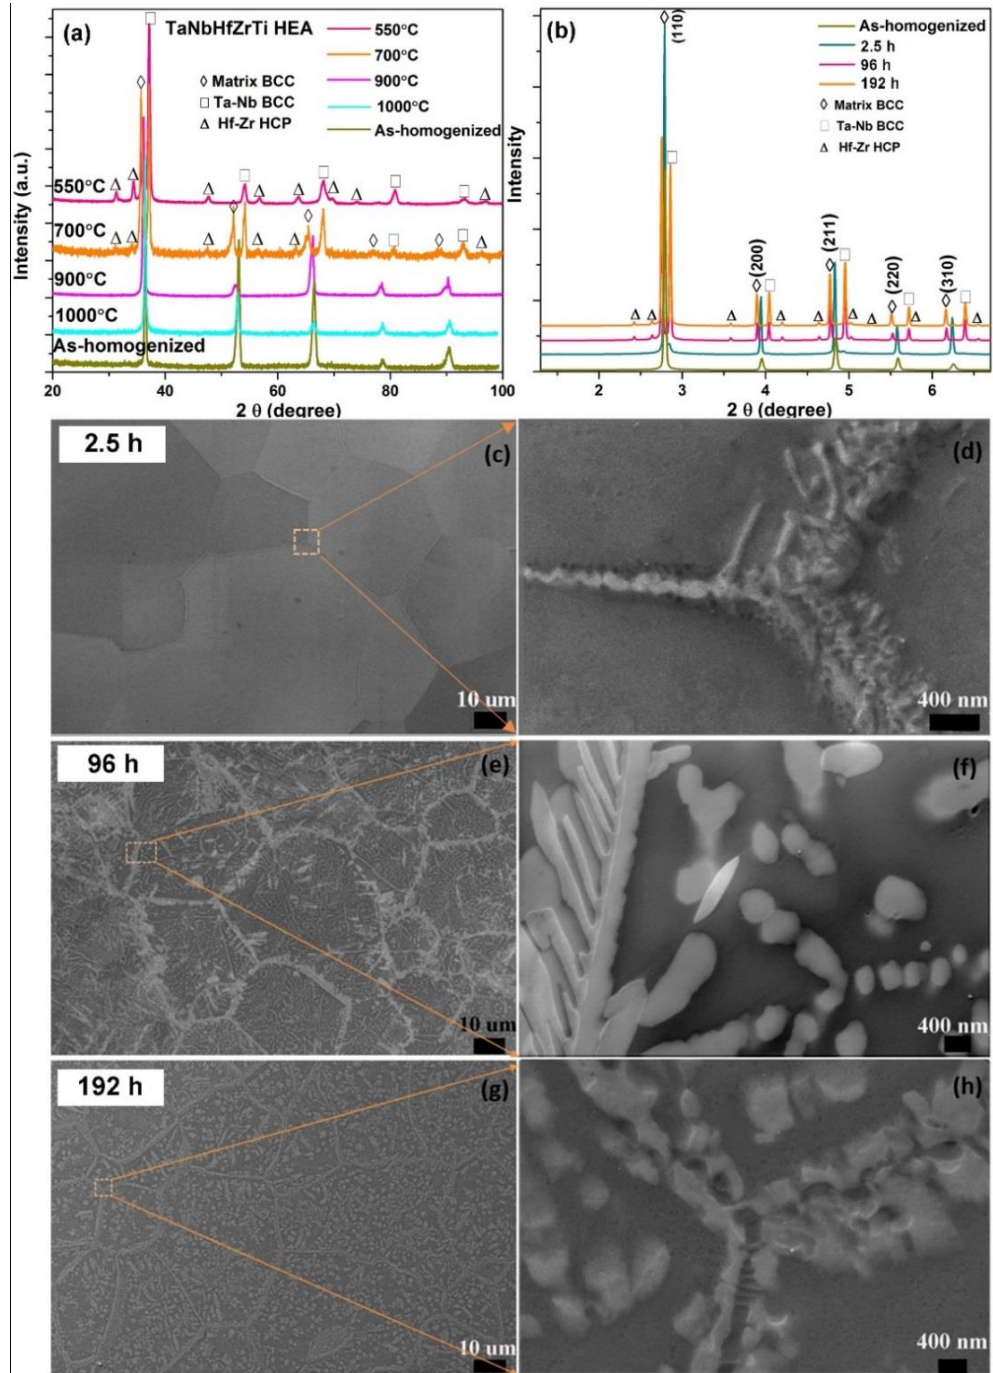 (a) TaNbHfZrTi HEA
550°C
700°C
900°C
1000°C
As-homogenized
◊ Matrix BCC
□ Ta-Nb BCC
Δ Hf-Zr HCP
550°C
700°C
900°C
1000°C
As-homogenized
Intensity (a.u.)
20 40 60 80 100
2 θ (degree)
(b)
As-homogenized
2.5 h
96 h
192 h
◊ Matrix BCC
□ Ta-Nb BCC
Δ Hf-Zr HCP
(110)
(200)
(211)
(220)
(310)
Intensity
2 3 4 5 6
2 θ (degree)
2.5 h
(c)
10 um
(d)
400 nm
96 h
(e)
10 um
(f)
400 nm
192 h
(g)
10 um
(h)
400 nm